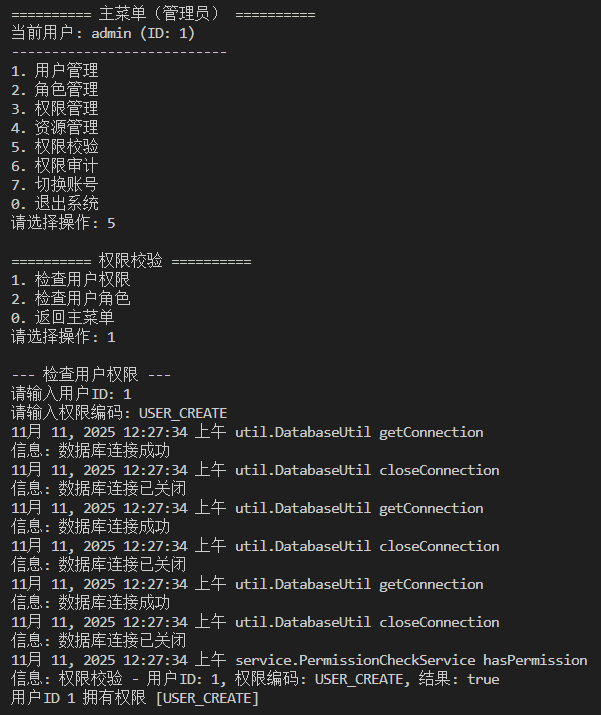 ========== 主菜单（管理员） ==========
当前用户: admin (ID: 1)
---------------------------
1. 用户管理
2. 角色管理
3. 权限管理
4. 资源管理
5. 权限校验
6. 权限审计
7. 切换账号
0. 退出系统
请选择操作: 5

========== 权限校验 ==========
1. 检查用户权限
2. 检查用户角色
0. 返回主菜单
请选择操作: 1

--- 检查用户权限 ---
请输入用户ID: 1
请输入权限编码: USER_CREATE
11月 11, 2025 12:27:34 上午 util.DatabaseUtil getConnection
信息: 数据库连接成功
11月 11, 2025 12:27:34 上午 util.DatabaseUtil closeConnection
信息: 数据库连接已关闭
11月 11, 2025 12:27:34 上午 util.DatabaseUtil getConnection
信息: 数据库连接成功
11月 11, 2025 12:27:34 上午 util.DatabaseUtil closeConnection
信息: 数据库连接已关闭
11月 11, 2025 12:27:34 上午 util.DatabaseUtil getConnection
信息: 数据库连接成功
11月 11, 2025 12:27:34 上午 util.DatabaseUtil closeConnection
信息: 数据库连接已关闭
11月 11, 2025 12:27:34 上午 service.PermissionCheckService hasPermission
信息: 权限校验 - 用户ID: 1, 权限编码: USER_CREATE, 结果: true
用户ID 1 拥有权限 [USER_CREATE]